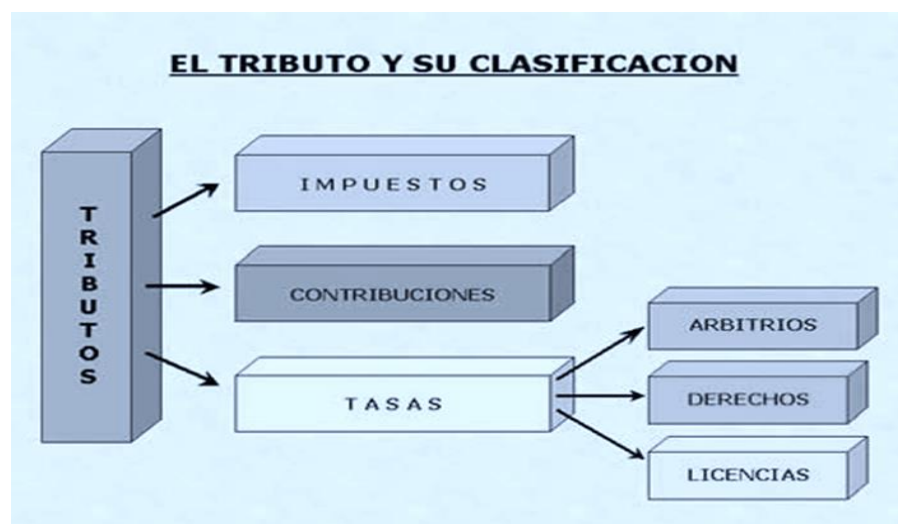 EL TRIBUTO Y SU CLASIFICACION
TRIBUTOS
IMPUESTOS
CONTRIBUCIONES
TASAS
ARBITRIOS
DERECHOS
LICENCIAS